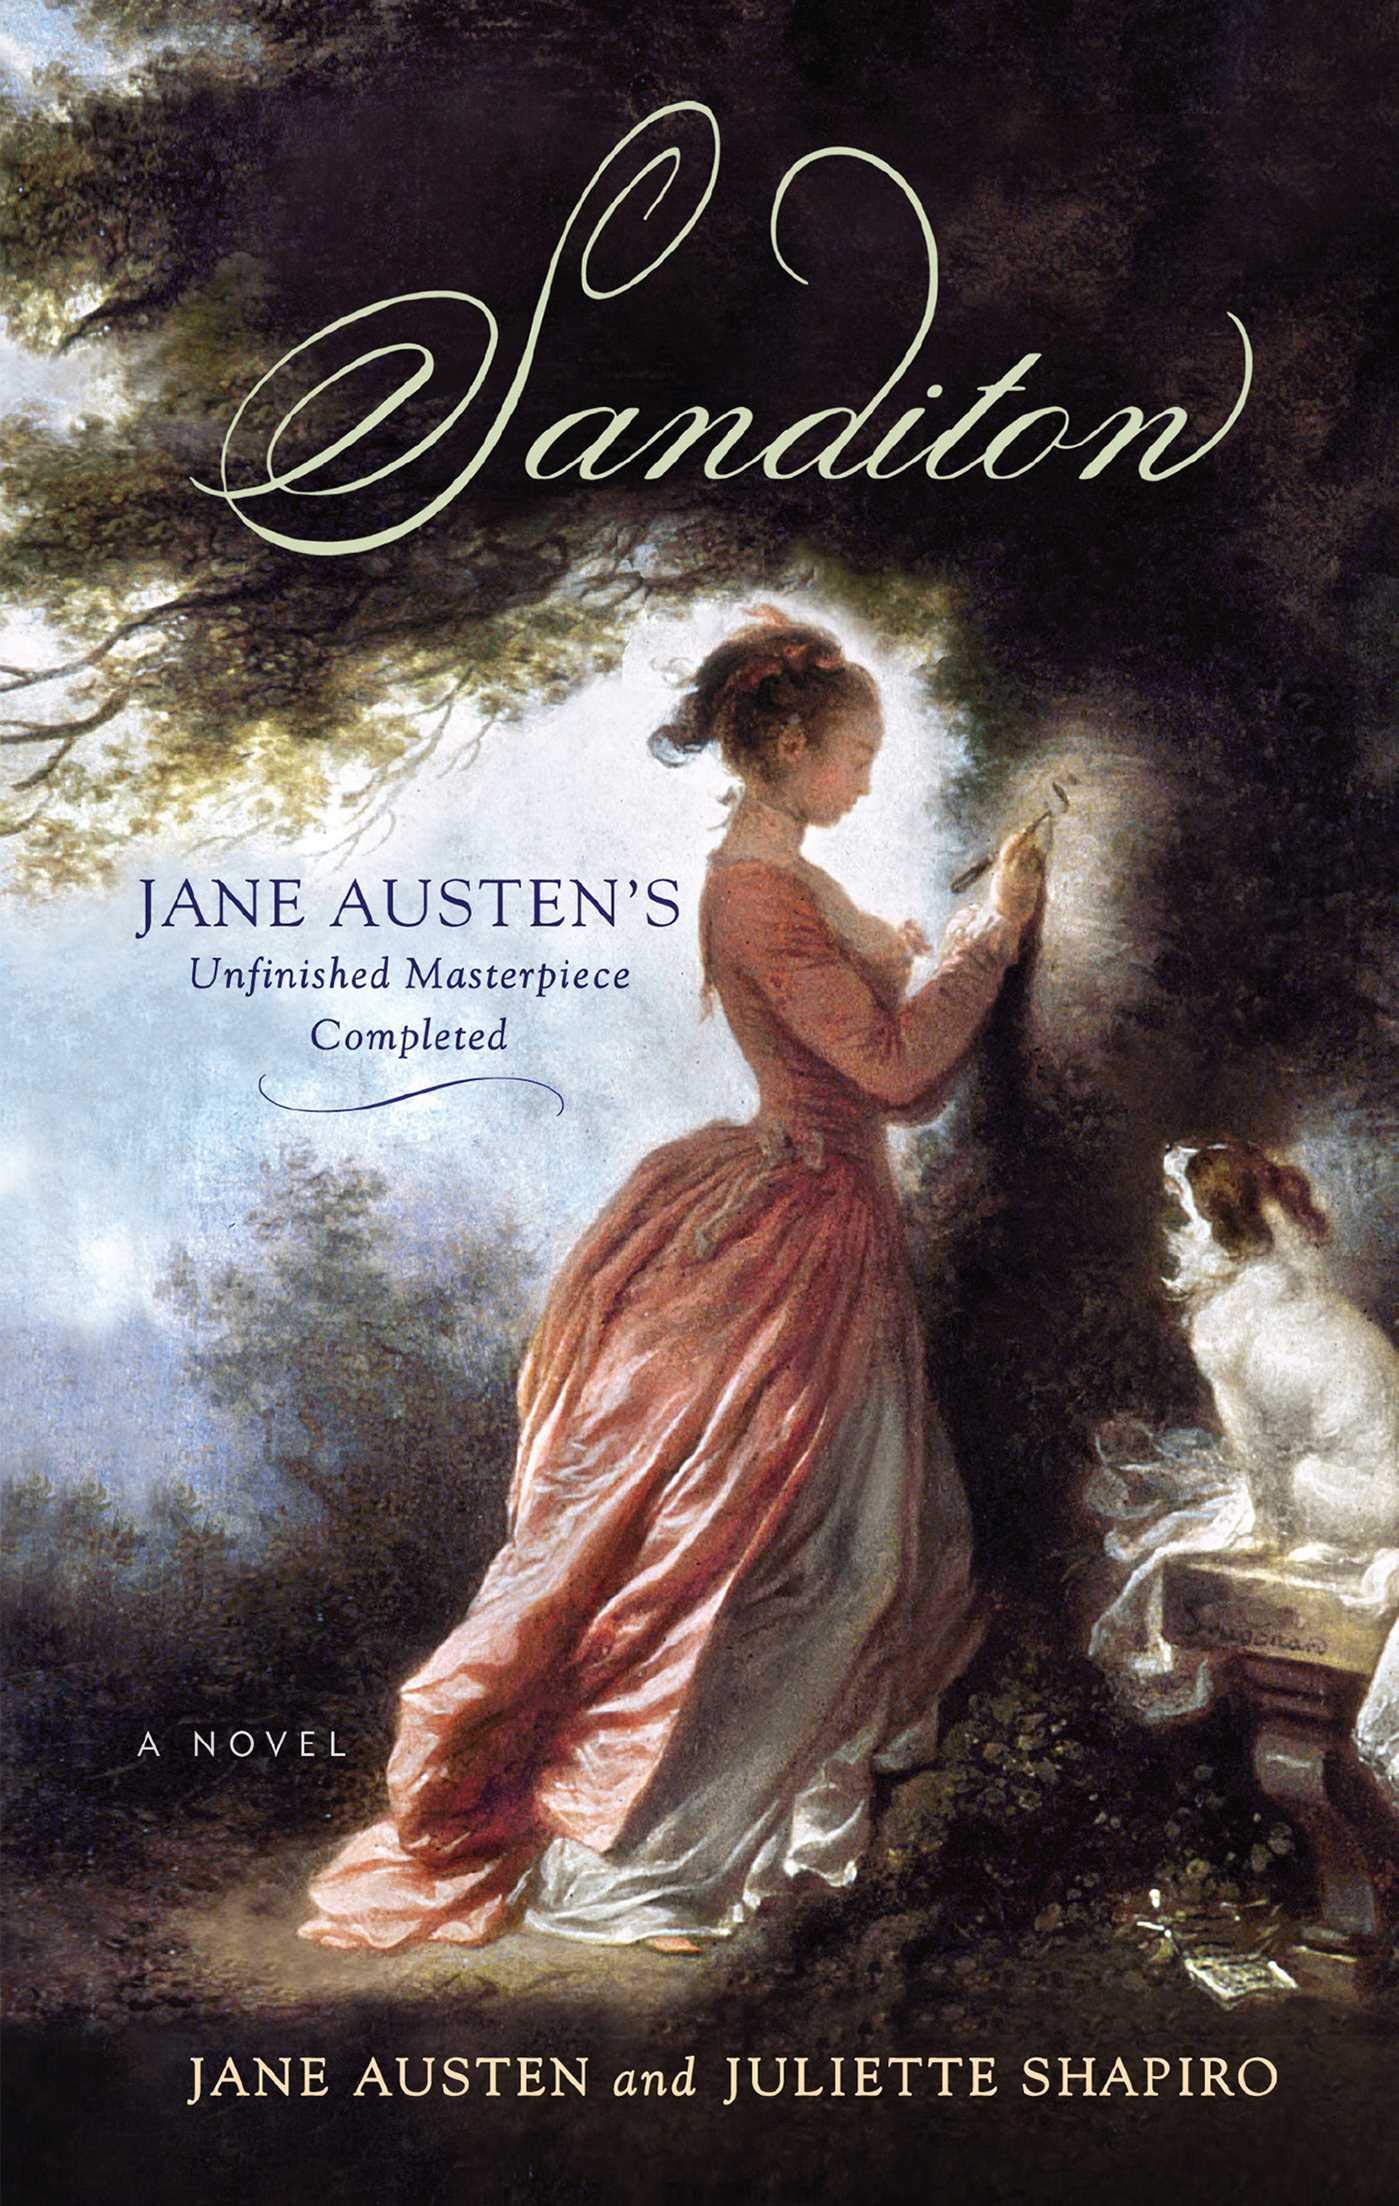 Sanditon
JANE AUSTEN'S
Unfinished Masterpiece
Completed
A NOVEL
JANE AUSTEN and JULIETTE SHAPIRO